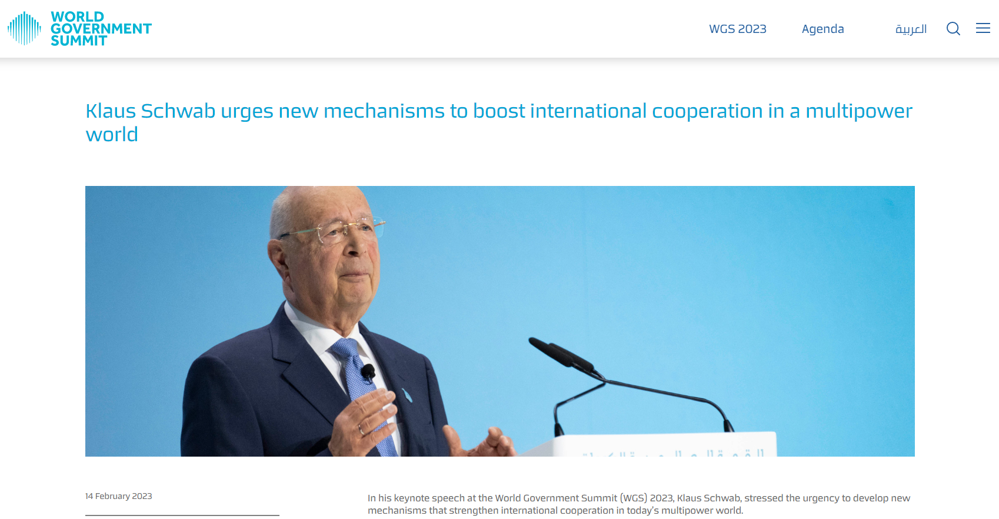 WORLD
GOVERNMENT
SUMMIT
WGS 2023
Agenda
العربية
Klaus Schwab urges new mechanisms to boost international cooperation in a multipower
world
14 February 2023
In his keynote speech at the World Government Summit (WGS) 2023, Klaus Schwab, stressed the urgency to develop new
mechanisms that strengthen international cooperation in today’s multipower world.